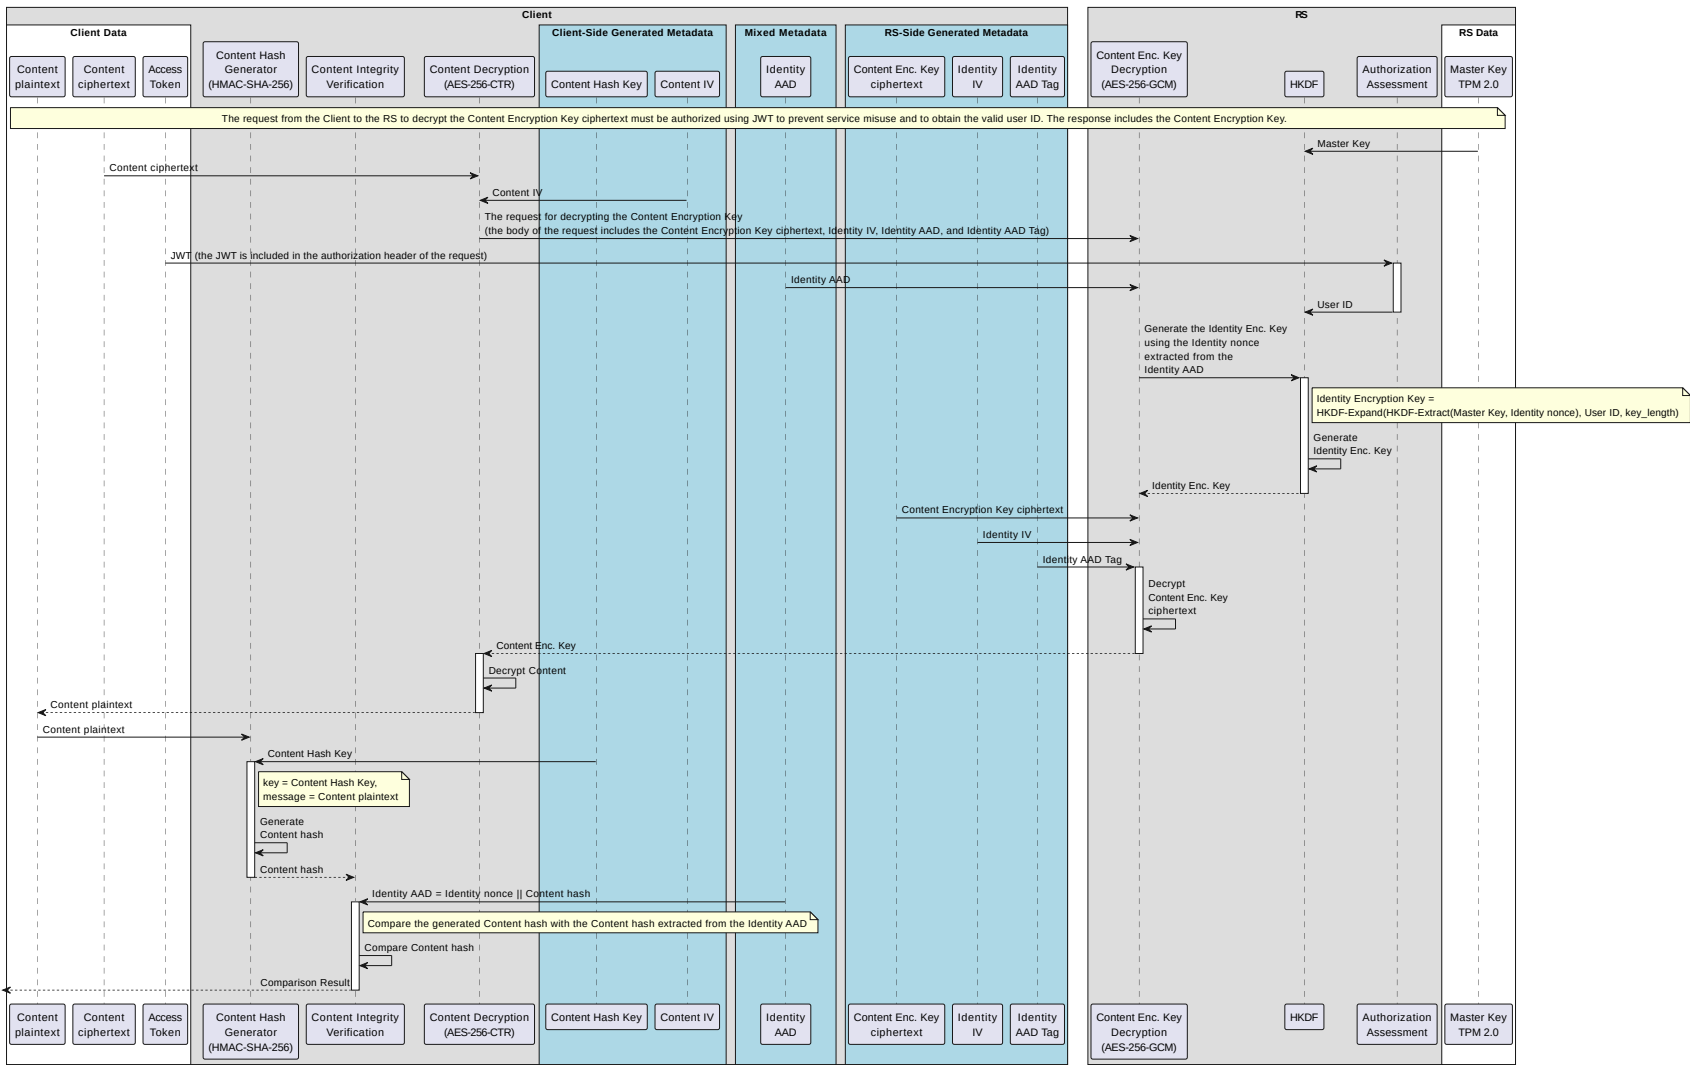 Client
RS
Client Data
Client-Side Generated Metadata
Mixed Metadata
RS-Side Generated Metadata
RS Data
Content
plaintext
Content
ciphertext
Access
Token
Content Hash
Generator
(HMAC-SHA-256)
Content Integrity
Verification
Content Decryption
(AES-256-CTR)
Content Hash Key
Content IV
Identity
AAD
Content Enc. Key
ciphertext
Identity
IV
Identity
AAD Tag
Content Enc. Key
Decryption
(AES-256-GCM)
HKDF
Authorization
Assessment
Master Key
TPM 2.0
The request from the Client to the RS to decrypt the Content Encryption Key ciphertext must be authorized using JWT to prevent service misuse and to obtain the valid user ID. The response includes the Content Encryption Key.
Master Key
Content ciphertext
Content IV
The request for decrypting the Content Encryption Key
(the body of the request includes the Content Encryption Key ciphertext, Identity IV, Identity AAD, and Identity AAD Tag)
JWT (the JWT is included in the authorization header of the request)
Identity AAD
User ID
Generate the Identity Enc. Key
using the Identity nonce
extracted from the
Identity AAD
Identity Encryption Key =
HKDF-Expand(HKDF-Extract(Master Key, Identity nonce), User ID, key_length)
Generate
Identity Enc. Key
Identity Enc. Key
Content Encryption Key ciphertext
Identity IV
Identity AAD Tag
Decrypt
Content Enc. Key
ciphertext
Content Enc. Key
Decrypt Content
Content plaintext
Content plaintext
Content Hash Key
key = Content Hash Key,
message = Content plaintext
Generate
Content hash
Content hash
Identity AAD = Identity nonce || Content hash
Compare the generated Content hash with the Content hash extracted from the Identity AAD
Compare Content hash
Comparison Result
Content
plaintext
Content
ciphertext
Access
Token
Content Hash
Generator
(HMAC-SHA-256)
Content Integrity
Verification
Content Decryption
(AES-256-CTR)
Content Hash Key
Content IV
Identity
AAD
Content Enc. Key
ciphertext
Identity
IV
Identity
AAD Tag
Content Enc. Key
Decryption
(AES-256-GCM)
HKDF
Authorization
Assessment
Master Key
TPM 2.0